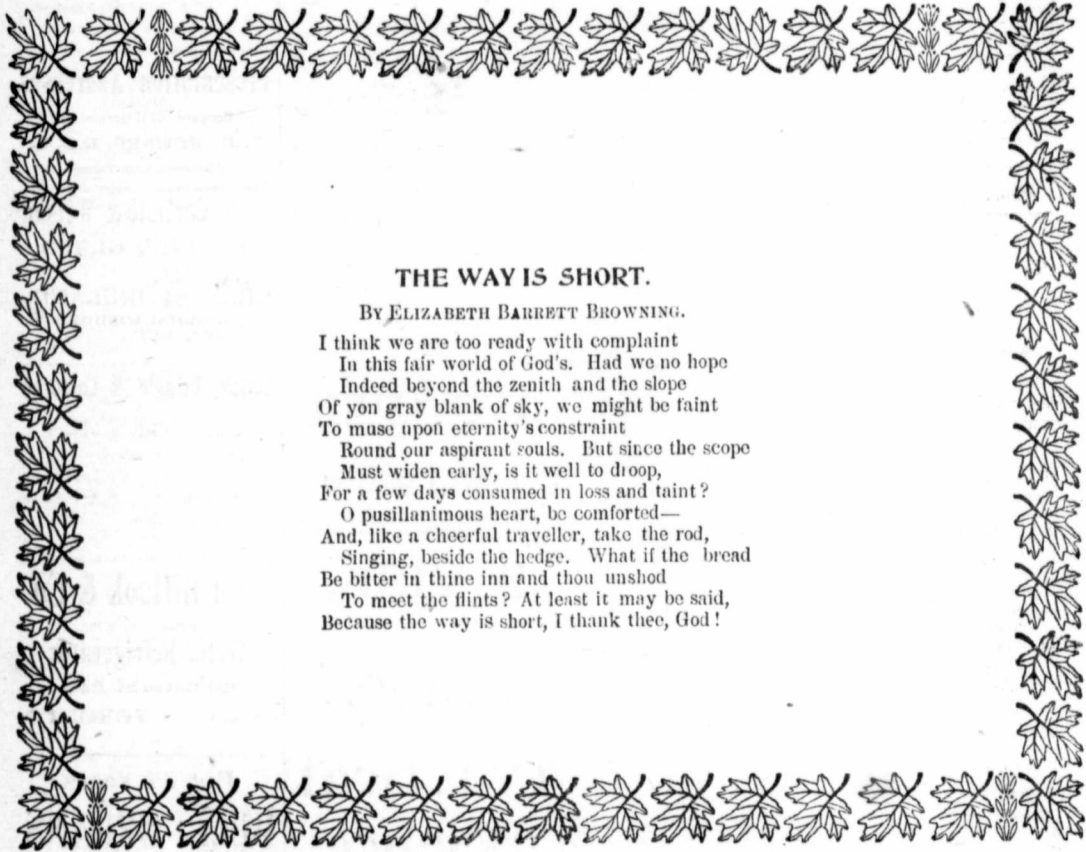 THE WAY IS SHORT.
BY ELIZABETH BARRETT BROWNING.
I think we are too ready with complaint
In this fair world of God's. Had we no hope
Indeed beyond the zenith and the slope
Of yon gray blank of sky, we might be faint
To muse upon eternity's constraint
Round our aspirant souls. But since the scope
Must widen early, is it well to droop,
For a few days consumed in loss and taint?
O pusillanimous heart, be comforted—
And, like a cheerful traveller, take the rod,
Singing, beside the hedge. What if the bread
Be bitter in thine inn and thou unshod
To meet the flints? At least it may be said,
Because the way is short, I thank thee, God!